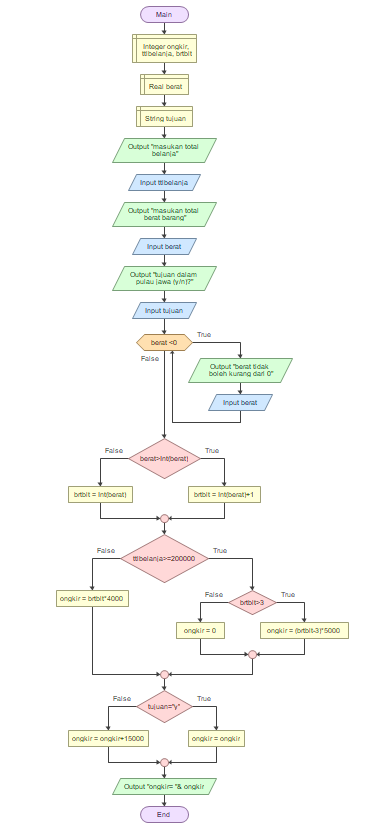 Main
Integer ongkir,
ttlbelanja, brtblt
Real berat
String tujuan
Output "masukan total
belanja"
Input ttlbelanja
Output "masukan total
berat barang"
Input berat
Output "tujuan dalam
pulau jawa (y/n)?"
Input tujuan
berat <0
True
False
Output "berat tidak
boleh kurang dari 0"
Input berat
False
True
berat>Int(berat)
brtblt = Int(berat)
brtblt = Int(berat)+1
False
True
ttlbelanja>=200000
ongkir = brtblt*4000
False
True
brtblt>3
ongkir = 0
ongkir = (brtblt-3)*5000
False
True
tujuan="y"
ongkir = ongkir+15000
ongkir = ongkir
Output "ongkir= "& ongkir
End